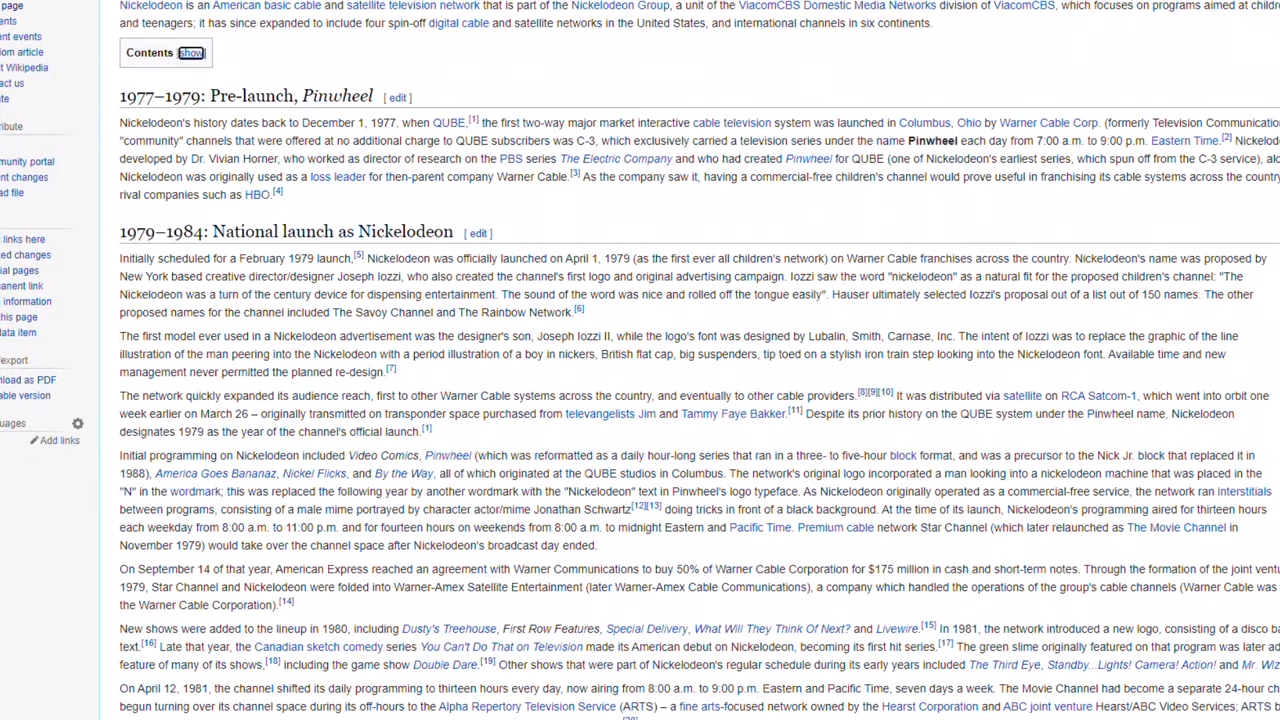 page
Nickelodeon is an American basic cable and satellite television network that is part of the Nickelodeon Group, a unit of the ViacomCBS Domestic Media Networks division of ViacomCBS, which focuses on programs aimed at
and teenagers; it has since expanded to include four spin-off digital cable and satellite networks in the United States, and international channels in six continents.
Contents [show]
1977–1979: Pre-launch, Pinwheel [ edit ]
Nickelodeon's history dates back to December 1, 1977, when QUBE,[1] the first two-way major market interactive cable television system was launched in Columbus, Ohio by Warner Cable Corp. (formerly Television
"community" channels that were offered at no additional charge to QUBE subscribers was C-3, which exclusively carried a television series under the name Pinwheel each day from 7:00 a.m. to 9:00 p.m. Eastern Time.[2]
developed by Dr. Vivian Horner, who worked as director of research on the PBS series The Electric Company and who had created Pinwheel for QUBE (one of Nickelodeon's earliest series, which spun off from the C-3 service),
Nickelodeon was originally used as a loss leader for then-parent company Warner Cable.[3] As the company saw it, having a commercial-free children's channel would prove useful in franchising its cable systems across the country
rival companies such as HBO.[4]
1979–1984: National launch as Nickelodeon [ edit ]
Initially scheduled for a February 1979 launch,[5] Nickelodeon was officially launched on April 1, 1979 (as the first ever all children's network) on Warner Cable franchises across the country. Nickelodeon's name was proposed by
New York based creative director/designer Joseph Iozzi, who also created the channel's first logo and original advertising campaign. Iozzi saw the word "nickelodeon" as a natural fit for the proposed children's channel: "The
Nickelodeon was a turn of the century device for dispensing entertainment. The sound of the word was nice and rolled off the tongue easily". Hauser ultimately selected Iozzi's proposal out of a list out of 150 names. The other
proposed names for the channel included The Savoy Channel and The Rainbow Network.[6]
The first model ever used in a Nickelodeon advertisement was the designer's son, Joseph Iozzi II, while the logo's font was designed by Lubalin, Smith, Carnase, Inc. The intent of Iozzi was to replace the graphic of the line
illustration of the man peering into the Nickelodeon with a period illustration of a boy in nickers, British flat cap, big suspenders, tip toed on a stylish iron train step looking into the Nickelodeon font. Available time and new
management never permitted the planned re-design.[7]
The network quickly expanded its audience reach, first to other Warner Cable systems across the country, and eventually to other cable providers.[8][9][10] It was distributed via satellite on RCA Satcom-1, which went into orbit one
week earlier on March 26 – originally transmitted on transponder space purchased from televangelists Jim and Tammy Faye Bakker.[11] Despite its prior history on the QUBE system under the Pinwheel name, Nickelodeon
designates 1979 as the year of the channel's official launch.[1]
Initial programming on Nickelodeon included Video Comics, Pinwheel (which was reformatted as a daily hour-long series that ran in a three- to five-hour block format, and was a precursor to the Nick Jr. block that replaced it in
1988), America Goes Bananaz, Nickel Flicks, and By the Way, all of which originated at the QUBE studios in Columbus. The network's original logo incorporated a man looking into a nickelodeon machine that was placed in the
"N" in the wordmark; this was replaced the following year by another wordmark with the "Nickelodeon" text in Pinwheel's logo typeface. As Nickelodeon originally operated as a commercial-free service, the network ran interstitials
between programs, consisting of a male mime portrayed by character actor/mime Jonathan Schwartz[12][13] doing tricks in front of a black background. At the time of its launch, Nickelodeon's programming aired for thirteen hours
each weekday from 8:00 a.m. to 11:00 p.m. and for fourteen hours on weekends from 8:00 a.m. to midnight Eastern and Pacific Time. Premium cable network Star Channel (which later relaunched as The Movie Channel in
November 1979) would take over the channel space after Nickelodeon's broadcast day ended.
On September 14 of that year, American Express reached an agreement with Warner Communications to buy 50% of Warner Cable Corporation for $175 million in cash and short-term notes. Through the formation of the joint
1979, Star Channel and Nickelodeon were folded into Warner-Amex Satellite Entertainment (later Warner-Amex Cable Communications), a company which handled the operations of the group's cable channels (Warner Cable was
the Warner Cable Corporation).[14]
New shows were added to the lineup in 1980, including Dusty's Treehouse, First Row Features, Special Delivery, What Will They Think Of Next? and Livewire.[15] In 1981, the network introduced a new logo, consisting of a disco
text.[16] Late that year, the Canadian sketch comedy series You Can't Do That on Television made its American debut on Nickelodeon, becoming its first hit series.[17] The green slime originally featured on that program was later
feature of many of its shows,[18] including the game show Double Dare.[19] Other shows that were part of Nickelodeon's regular schedule during its early years included The Third Eye, Standby...Lights! Camera! Action! and Mr.
On April 12, 1981, the channel shifted its daily programming to thirteen hours every day, now airing from 8:00 a.m. to 9:00 p.m. Eastern and Pacific Time, seven days a week. The Movie Channel had become a separate 24-hour
begun turning over its channel space during its off-hours to the Alpha Repertory Television Service (ARTS) – a fine arts-focused network owned by the Hearst Corporation and ABC joint venture Hearst/ABC Video Services; ARTS
events
article
Wikipedia
us
portal
changes
file
links here
changes
pages
link
information
this page
item
export
as PDF
version
Add links